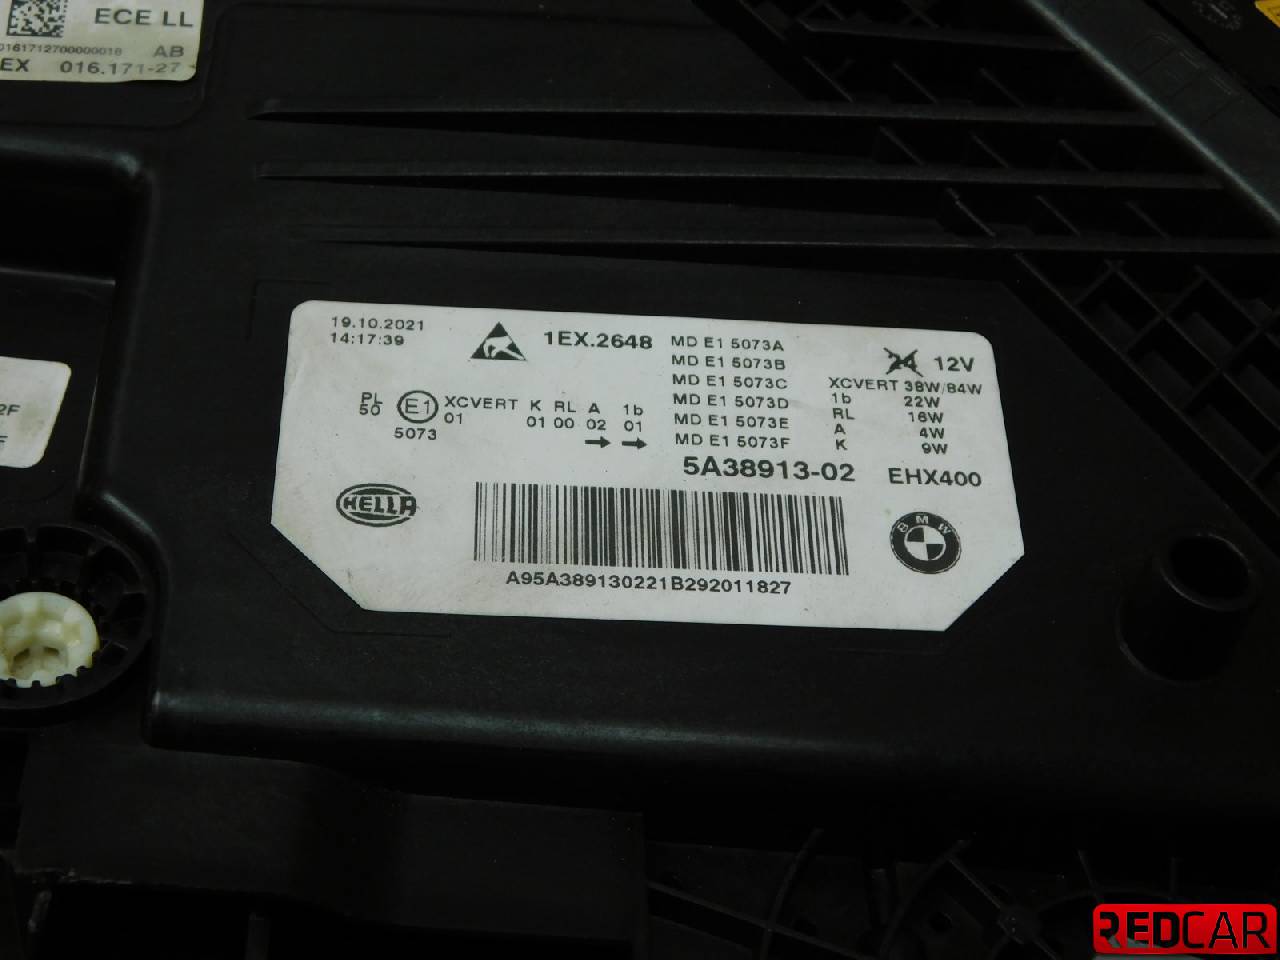 ECE LL
0161712700000018 AB
EX 016.171-27
2F
19.10.2021
14:17:39
1EX.2648
MD E1 5073A
MD E1 5073B
MD E1 5073C
MD E1 5073D
MD E1 5073E
MD E1 5073F
24 12V
XCVERT 38W/84W
1b 22W
RL 16W
A 4W
K 9W
PL
50
E1
5073
XCVERT K RL A 1b
01 01 00 02 01
5A38913-02
EHX400
HELLA
BMW
A95A389130221B292011827
REDCAR